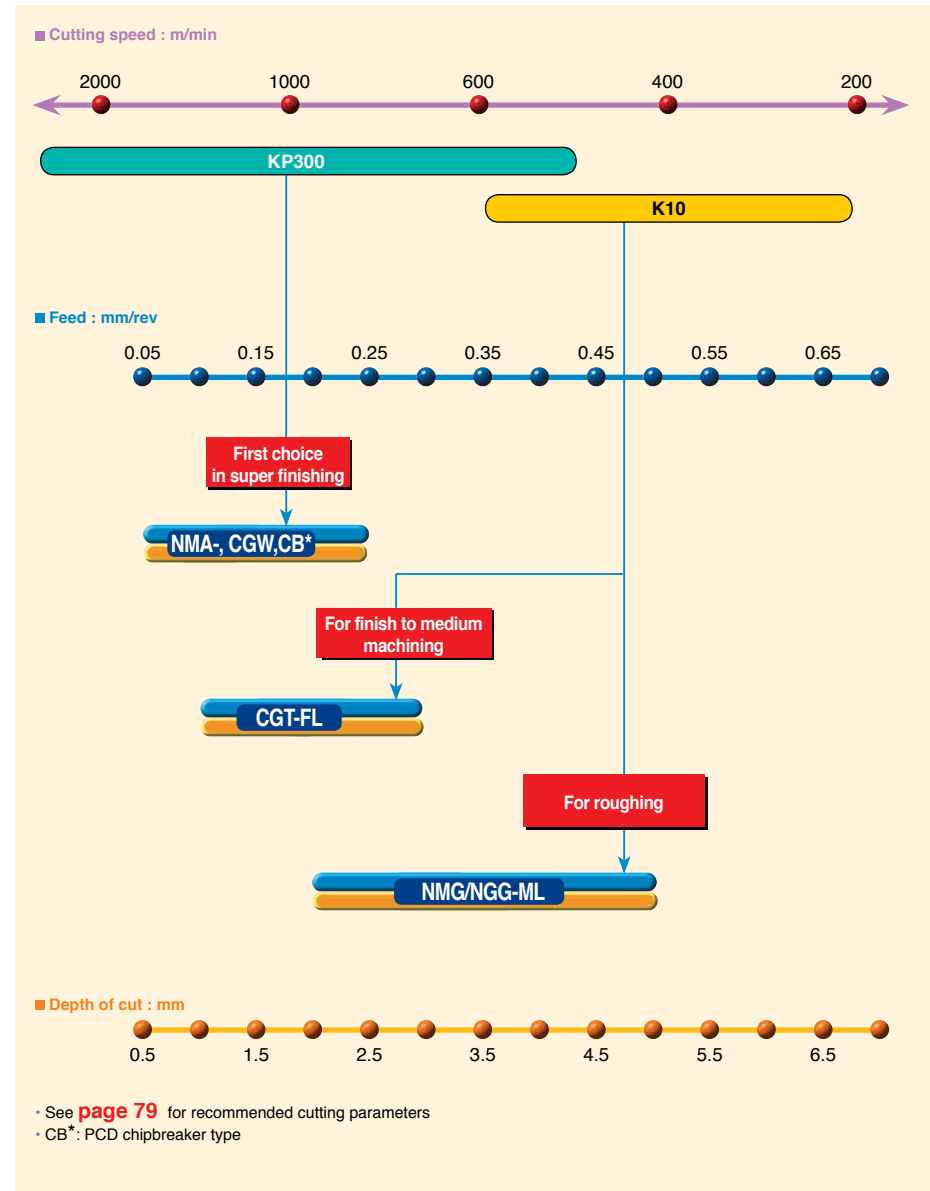 Cutting speed : m/min
2000 1000 600 400 200
KP300
K10
Feed : mm/rev
0.05 0.15 0.25 0.35 0.45 0.55 0.65
First choice
in super finishing
NMA-, CGW,CB*
For finish to medium
machining
CGT-FL
For roughing
NMG/NGG-ML
Depth of cut : mm
0.5 1.5 2.5 3.5 4.5 5.5 6.5
• See page 79 for recommended cutting parameters
• CB*: PCD chipbreaker type